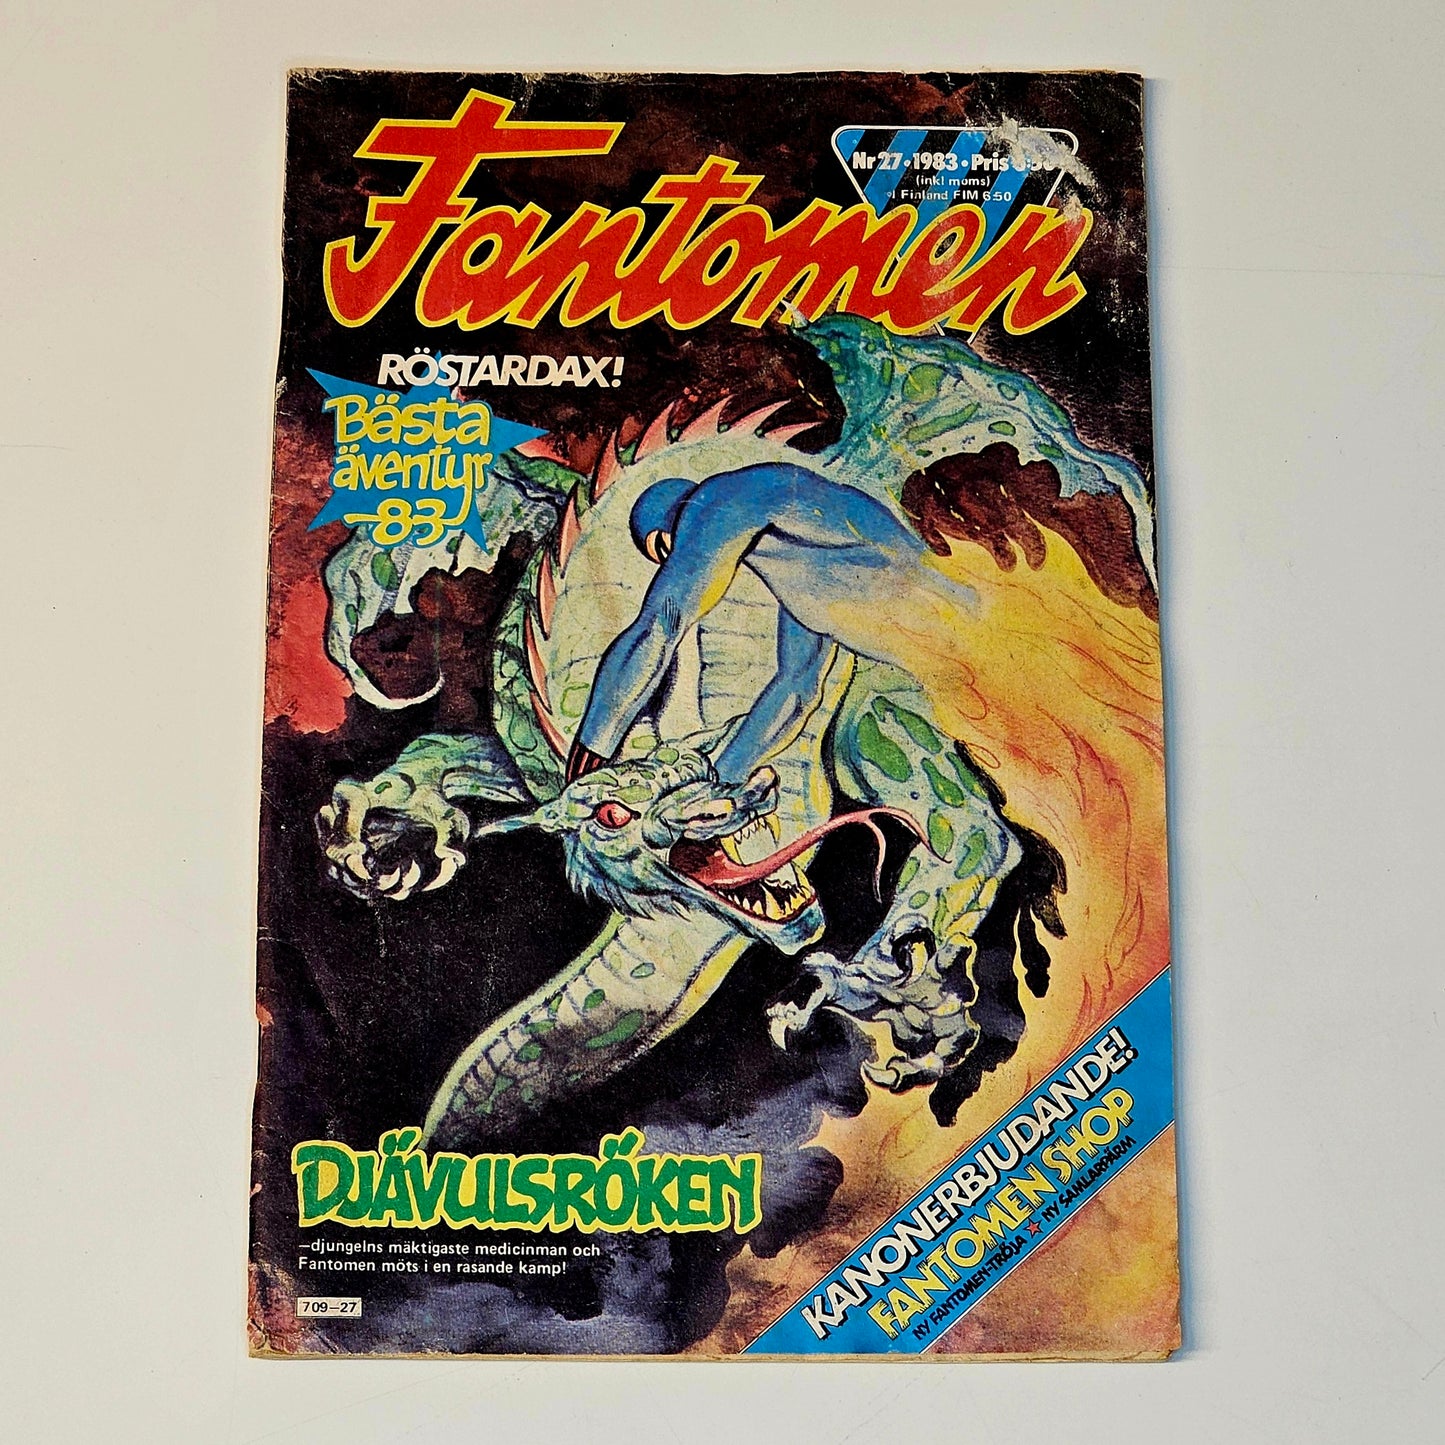 Fantomen
Nr 27 • 1983 • Pris
(inkl moms)
Finland FIM 6:50
RÖSTARDAX!
Bästa
äventyr
-83
DJÄVULSRÖKEN
—djungelns mäktigaste medicinman och
Fantomen möts i en rasande kamp!
709—27
KANONERBJUDANDE!
FANTOMEN SHOP
NY FANTOMEN-TRÖJA ★ NY SAMLARPÄRM